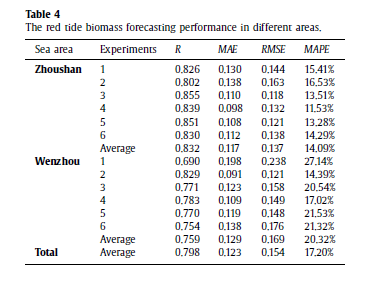 Table 4
The red tide biomass forecasting performance in different areas.
Sea area Experiments R MAE RMSE MAPE
Zhoushan 1 0.826 0.130 0.144 15.41%
2 0.802 0.138 0.163 16.53%
3 0.855 0.110 0.118 13.51%
4 0.839 0.098 0.132 11.53%
5 0.851 0.108 0.121 13.28%
6 0.830 0.112 0.138 14.29%
Average 0.832 0.117 0.137 14.09%
Wenzhou 1 0.690 0.198 0.238 27.14%
2 0.829 0.091 0.121 14.39%
3 0.771 0.123 0.158 20.54%
4 0.783 0.109 0.149 17.02%
5 0.770 0.119 0.148 21.53%
6 0.754 0.138 0.176 21.32%
Average 0.759 0.129 0.169 20.32%
Total Average 0.798 0.123 0.154 17.20%